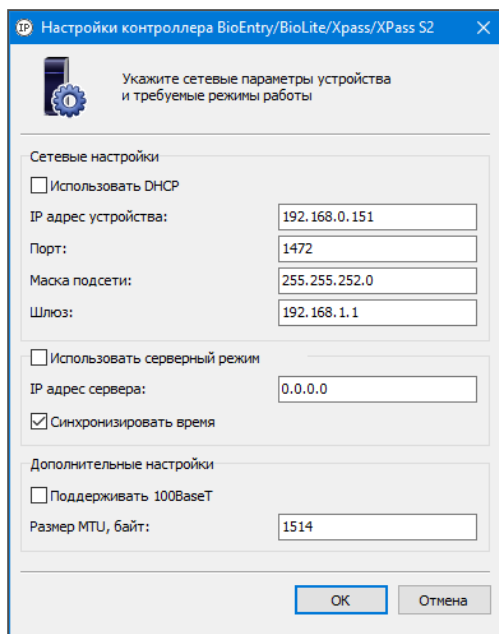 IP
Настройки контроллера BioEntry/BioLite/Xpass/XPass S2
Укажите сетевые параметры устройства
и требуемые режимы работы
Сетевые настройки
Использовать DHCP
IP адрес устройства: 192.168.0.151
Порт: 1472
Маска подсети: 255.255.252.0
Шлюз: 192.168.1.1
Использовать серверный режим
IP адрес сервера: 0.0.0.0
Синхронизировать время
Дополнительные настройки
Поддерживать 100BaseT
Размер MTU, байт: 1514
OK Отмена